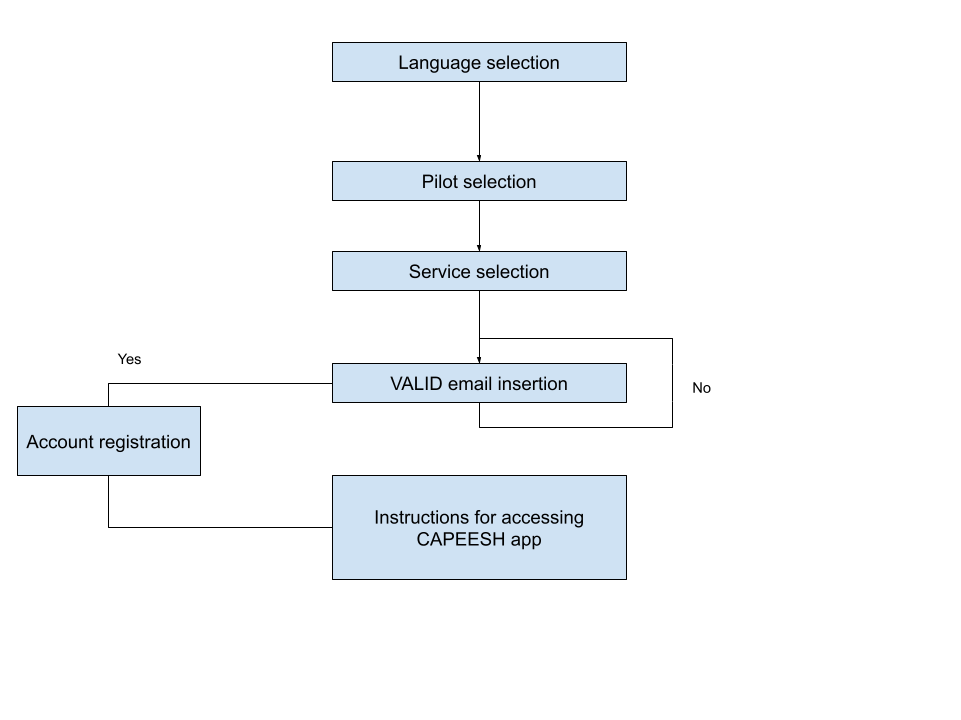 Language selection
Pilot selection
Service selection
Yes
VALID email insertion
No
Account registration
Instructions for accessing
CAPEESH app